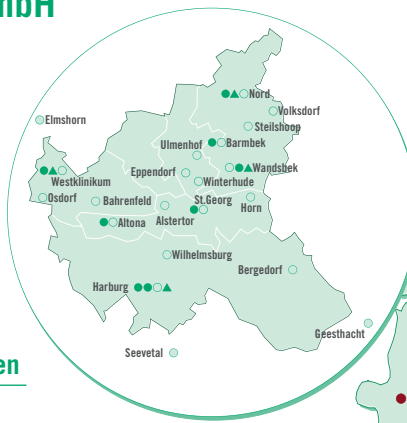 mbH
Nord
Volksdorf
Elmshorn
Steilshoop
Ulmenhof
Barmbek
Wandsbek
Eppendorf
Westklinikum
Winterhude
Osdorf
Bahrenfeld
St.Georg
Horn
Altona
Alstertor
Wilhelmsburg
Bergedorf
Harburg
Geesthacht
Seevetal
en